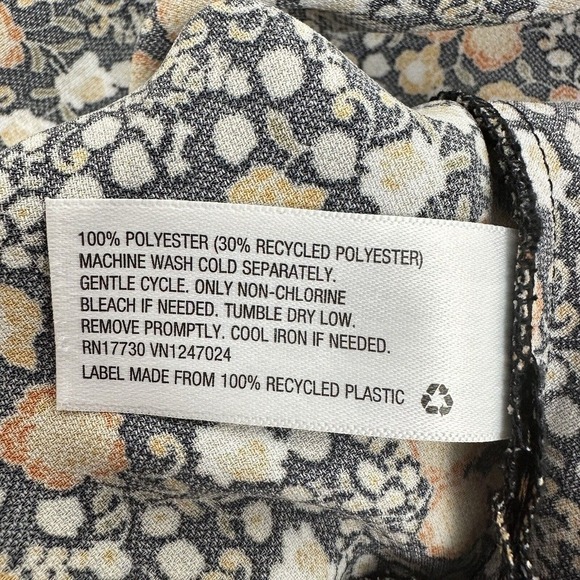 100% POLYESTER (30% RECYCLED POLYESTER)
MACHINE WASH COLD SEPARATELY.
GENTLE CYCLE. ONLY NON-CHLORINE
BLEACH IF NEEDED. TUMBLE DRY LOW.
REMOVE PROMPTLY. COOL IRON IF NEEDED.
RN17730 VN1247024
LABEL MADE FROM 100% RECYCLED PLASTIC